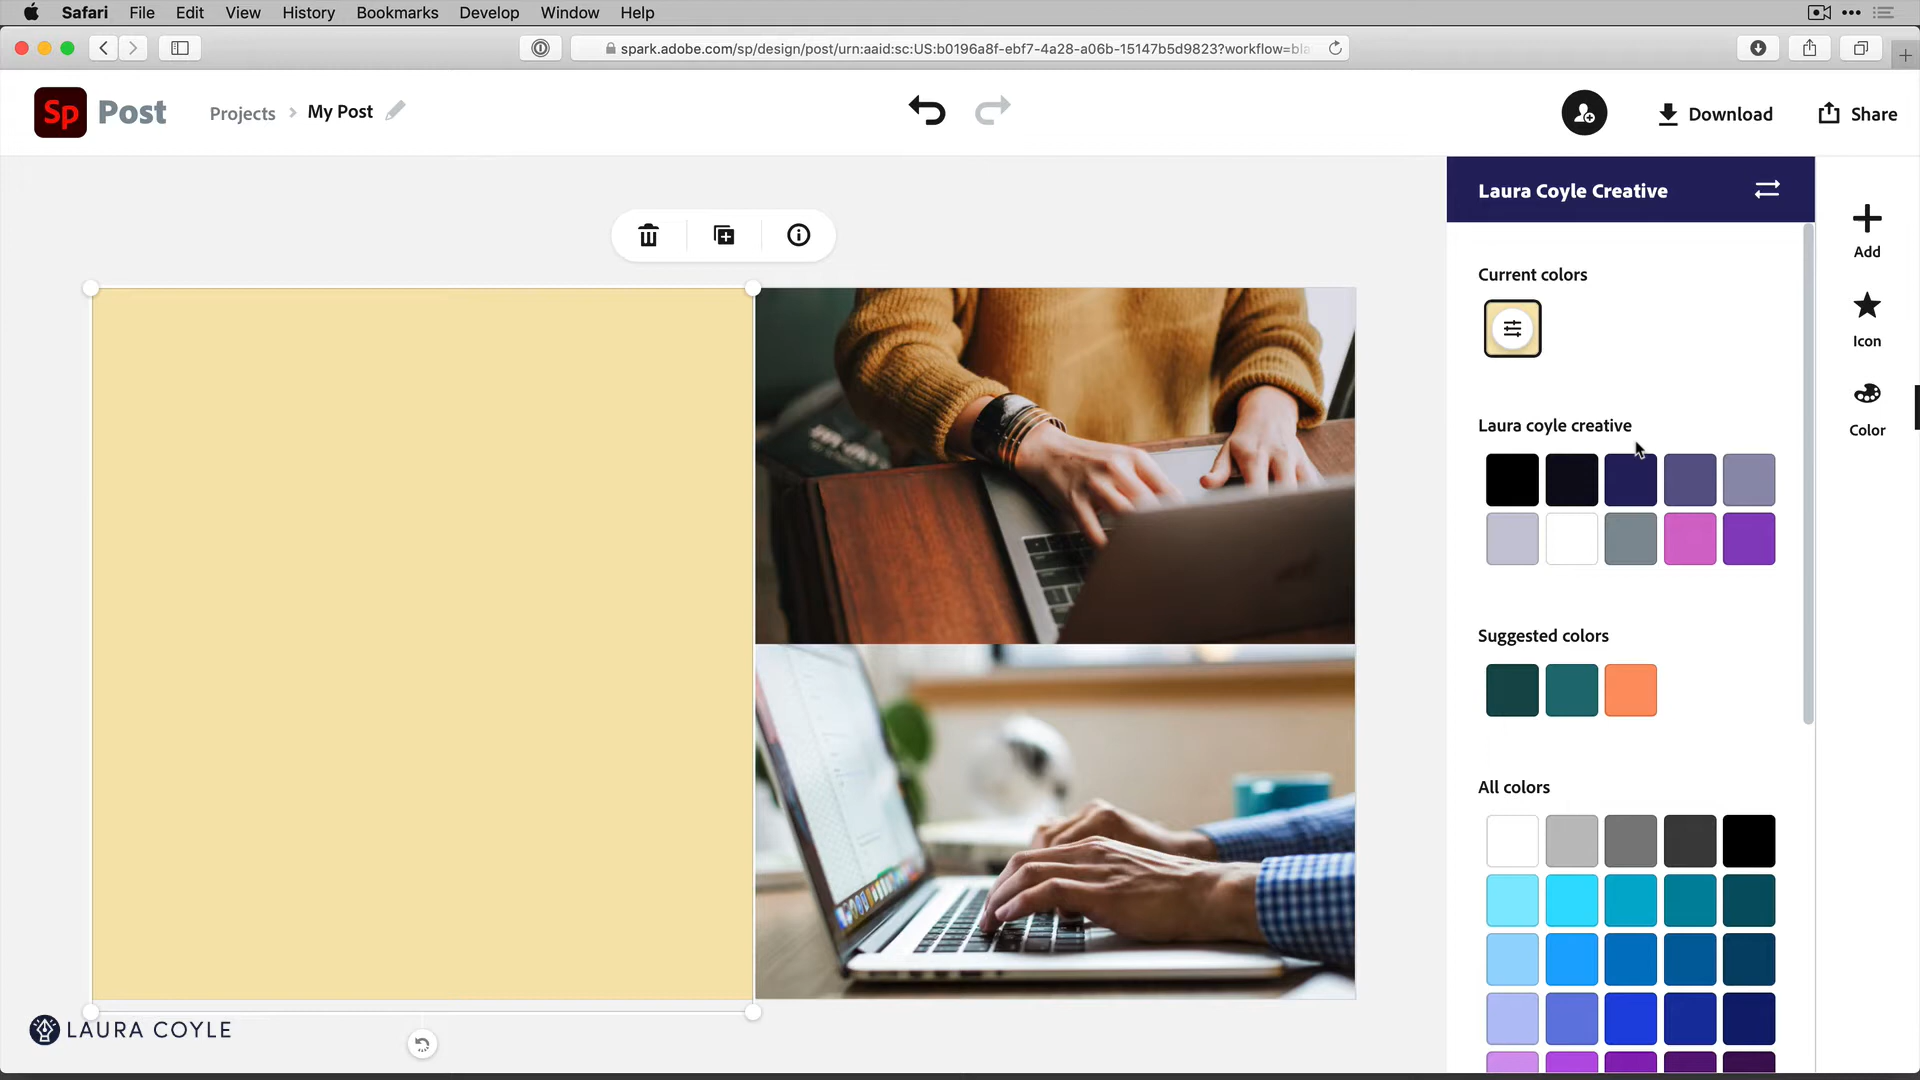 Safari File Edit View History Bookmarks Develop Window Help
spark.adobe.com/sp/design/post/urn:aaid:sc:US:b0196a8f-ebf7-4a28-a06b-15147b5d9823?workflow=bla
Sp Post Projects > My Post Download Share
Laura Coyle Creative
Add
Current colors
Icon
Laura coyle creative
Color
Suggested colors
All colors
LAURA COYLE